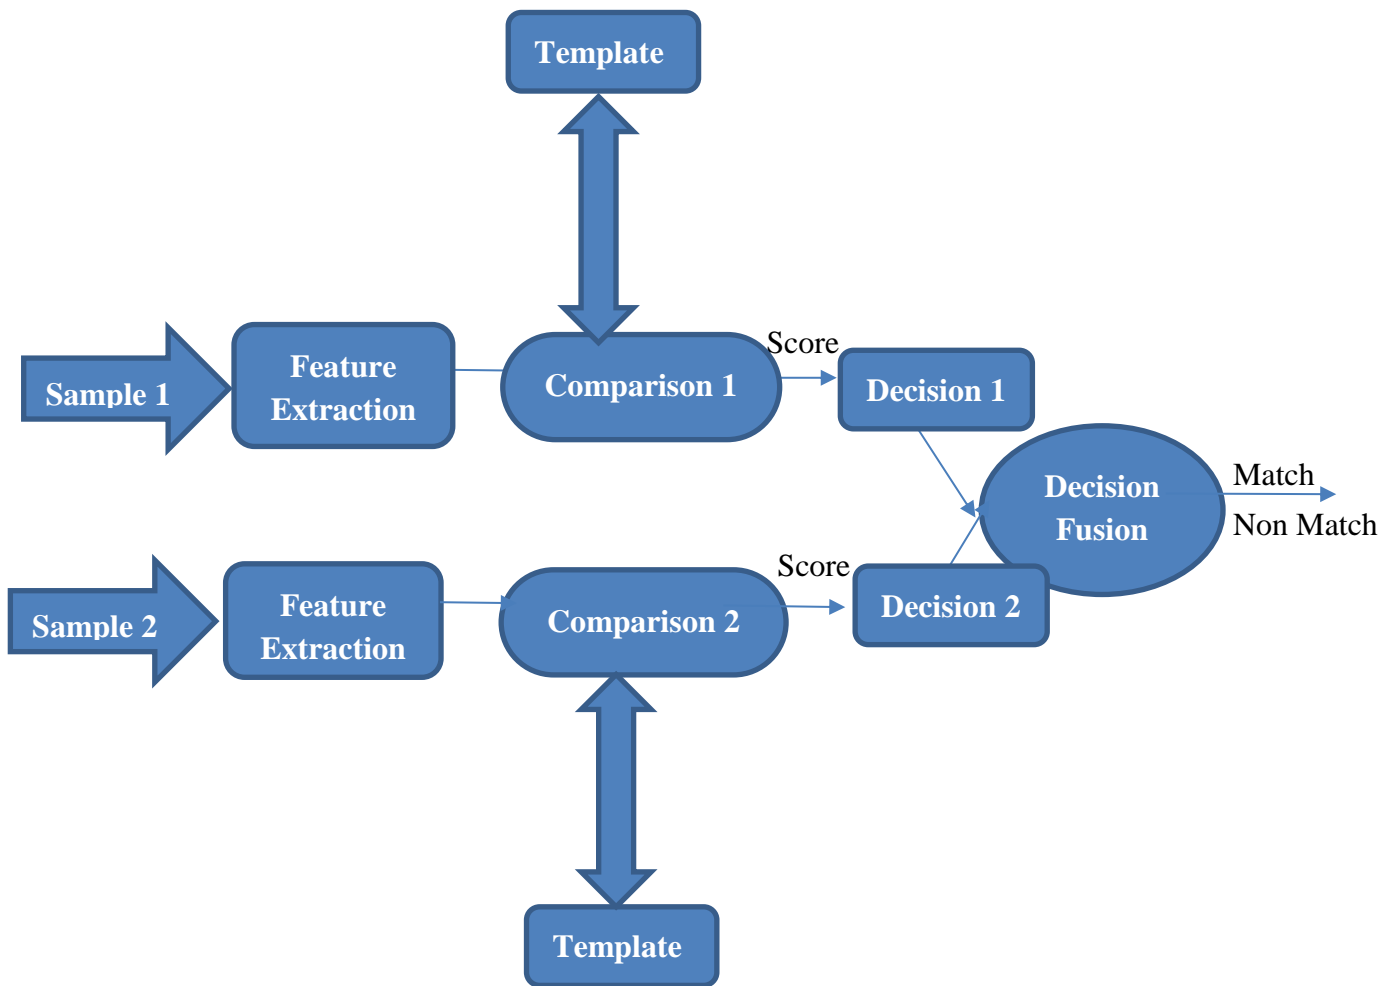 Template
Score
Feature
Extraction
Sample 1
Comparison 1
Decision 1
Decision
Fusion
Match
Non Match
Score
Feature
Extraction
Sample 2
Comparison 2
Decision 2
Template